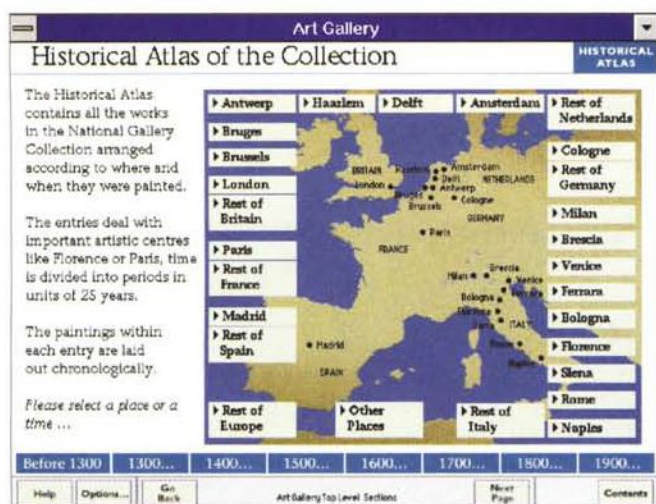 Art Gallery
Historical Atlas of the Collection
HISTORICAL
ATLAS
The Historical Atlas
contains all the works
in the National Gallery
Collection arranged
according to where and
when they were painted.
The entries deal with
important artistic centres
like Florence or Paris, time
is divided into periods in
units of 25 years.
The paintings within
each entry are laid
out chronologically.
Please select a place or a
time ...
Antwerp
Haarlem
Delft
Amsterdam
Rest of
Netherlands
Bruges
Brussels
London
Rest of
Britain
Paris
Rest of
France
Madrid
Rest of
Spain
Cologne
Rest of
Germany
Milan
Brescia
Venice
Ferrara
Bologna
Florence
Siena
Rome
Naples
Rest of
Europe
Other
Places
Rest of
Italy
BRITAIN
London
Haarlem
Amsterdam
NETHERLANDS
Delft
Bruges
Antwerp
Brussels
Cologne
GERMANY
Paris
FRANCE
Milan
Brescia
Venice
Ferrara
Bologna
Florence
Siena
ITALY
Rome
Naples
Madrid
SPAIN
Before 1300
1300...
1400...
1500...
1600...
1700...
1800...
1900...
Help
Options...
Go
Back
Art Gallery Top Level Sections
Next
Page
Contents